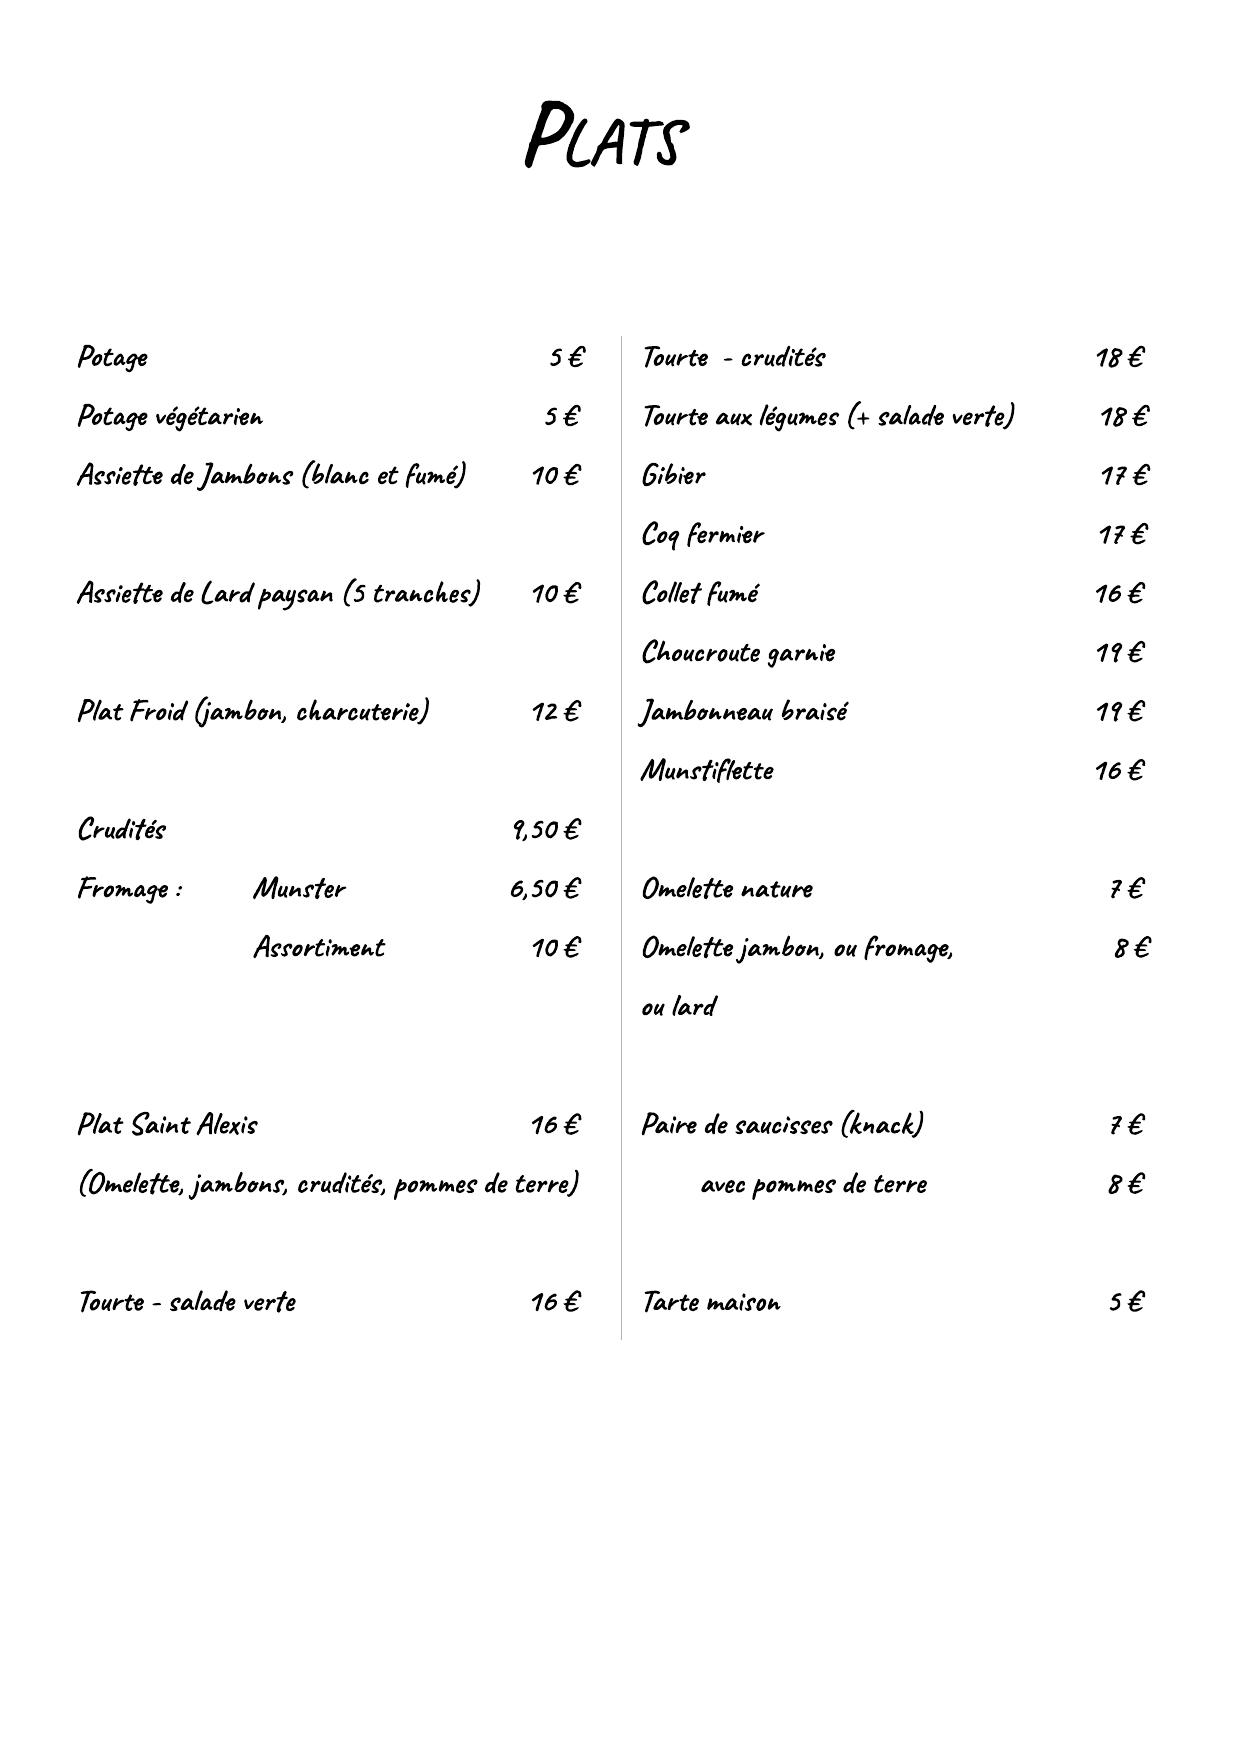 PLATS
Potage 5 €
Potage végétarien 5 €
Assiette de Jambons (blanc et fumé) 10 €
Assiette de Lard paysan (5 tranches) 10 €
Plat Froid (jambon, charcuterie) 12 €
Crudités 9,50 €
Fromage : Munster 6,50 €
Assortiment 10 €
Plat Saint Alexis 16 €
(Omelette, jambons, crudités, pommes de terre)
Tourte - salade verte 16 €
Tourte - crudités 18 €
Tourte aux légumes (+ salade verte) 18 €
Gibier 17 €
Coq fermier 17 €
Collet fumé 16 €
Choucroute garnie 19 €
Jambonneau braisé 19 €
Munstiflette 16 €
Omelette nature 7 €
Omelette jambon, ou fromage, 8 €
ou lard
Paire de saucisses (knack) 7 €
avec pommes de terre 8 €
Tarte maison 5 €